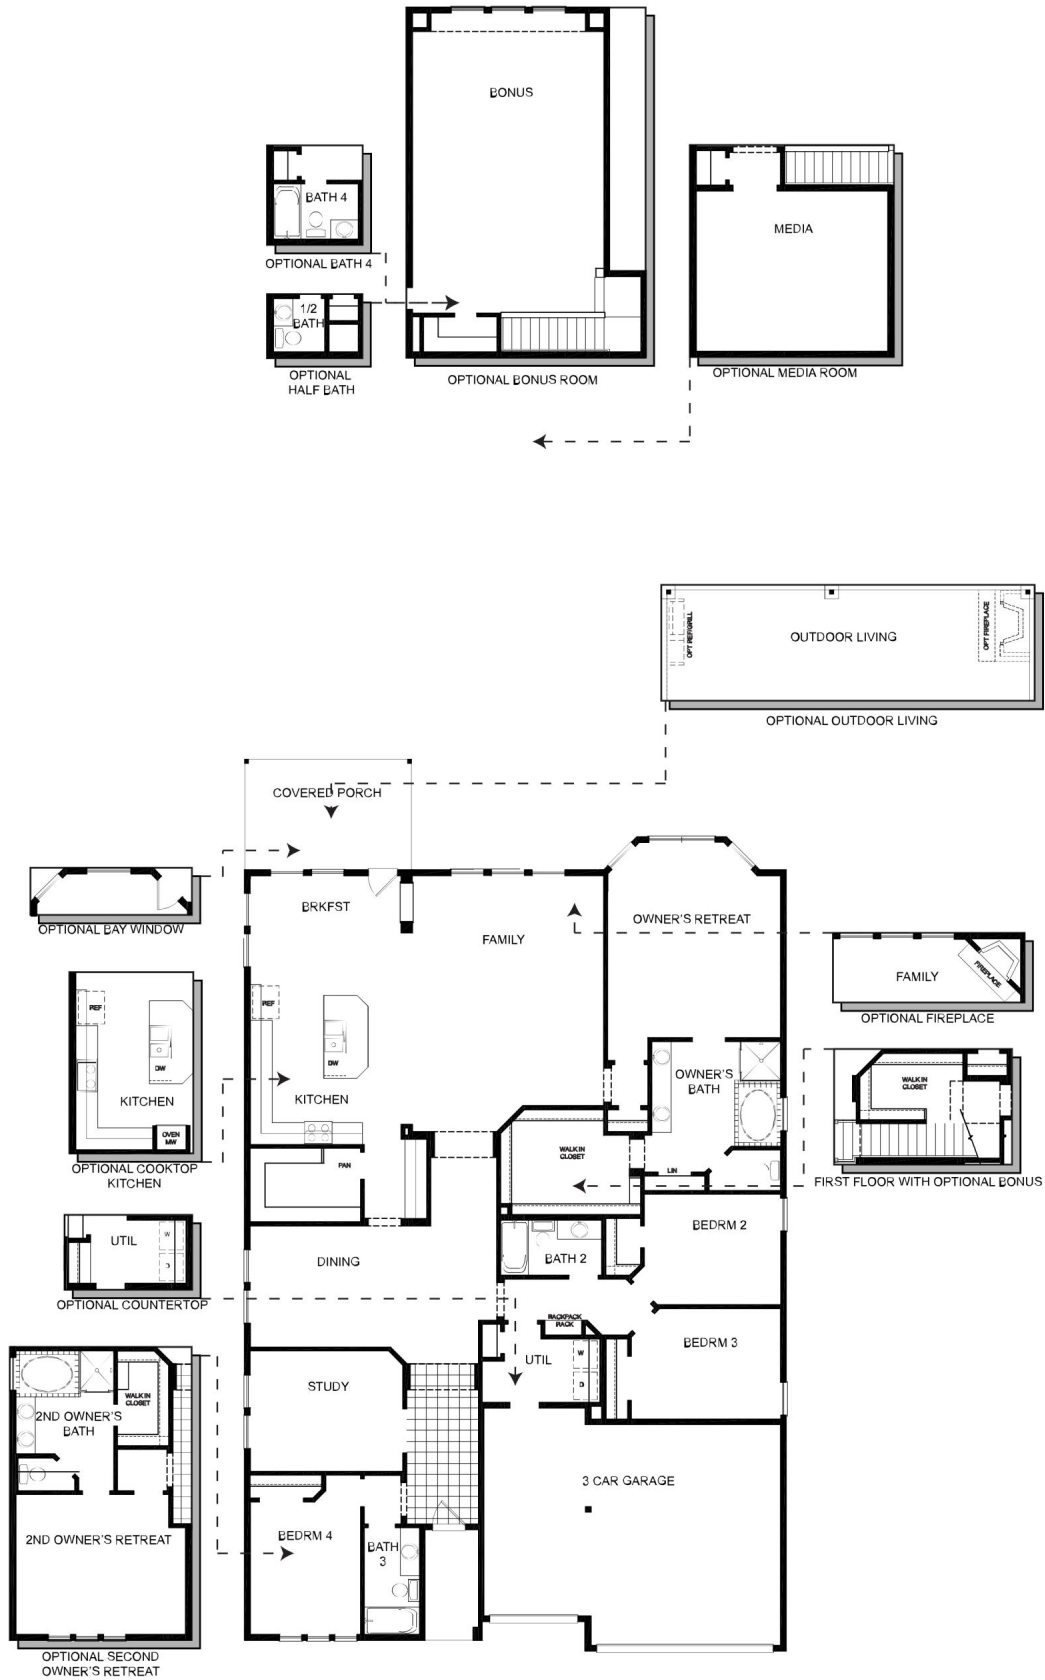 BONUS
BATH 4
OPTIONAL BATH 4
MEDIA
1/2
BATH
OPTIONAL
HALF BATH
OPTIONAL BONUS ROOM
OPTIONAL MEDIA ROOM
OPT REF/GRILL
OUTDOOR LIVING
OPT FIREPLACE
OPTIONAL OUTDOOR LIVING
COVERED PORCH
OPTIONAL BAY WINDOW
BRKFST
FAMILY
OWNER'S RETREAT
FAMILY
FIREPLACE
OPTIONAL FIREPLACE
REF
DW
KITCHEN
OVEN
MW
OPTIONAL COOKTOP
KITCHEN
REF
DW
KITCHEN
OWNER'S
BATH
WALK IN
CLOSET
FIRST FLOOR WITH OPTIONAL BONUS
PAN
WALK IN
CLOSET
LIN
UTIL
W
D
OPTIONAL COUNTERTOP
DINING
BATH 2
BEDRM 2
BACKPACK
RACK
BEDRM 3
UTIL
W
D
STUDY
WALK IN
CLOSET
2ND OWNER'S
BATH
2ND OWNER'S RETREAT
OPTIONAL SECOND
OWNER'S RETREAT
3 CAR GARAGE
BEDRM 4
BATH
3